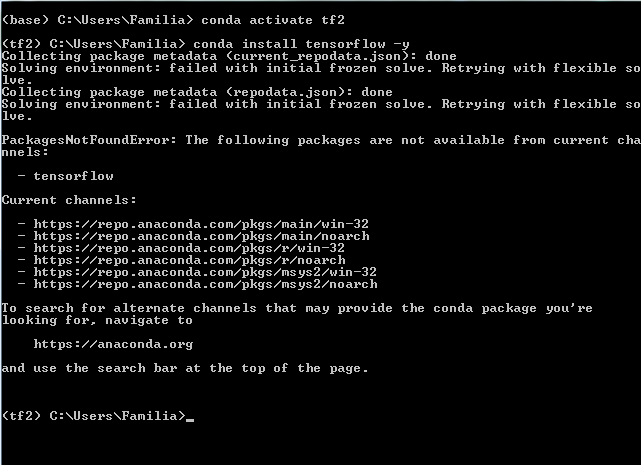 (base) C:\Users\Familia> conda activate tf2
(tf2) C:\Users\Familia> conda install tensorflow -y
Collecting package metadata (current_repodata.json): done
Solving environment: failed with initial frozen solve. Retrying with flexible so
lve.
Collecting package metadata (repodata.json): done
Solving environment: failed with initial frozen solve. Retrying with flexible so
lve.
PackagesNotFoundError: The following packages are not available from current cha
nnels:
- tensorflow
Current channels:
- https://repo.anaconda.com/pkgs/main/win-32
- https://repo.anaconda.com/pkgs/main/noarch
- https://repo.anaconda.com/pkgs/r/win-32
- https://repo.anaconda.com/pkgs/r/noarch
- https://repo.anaconda.com/pkgs/msys2/win-32
- https://repo.anaconda.com/pkgs/msys2/noarch
To search for alternate channels that may provide the conda package you're
looking for, navigate to
https://anaconda.org
and use the search bar at the top of the page.
(tf2) C:\Users\Familia>_